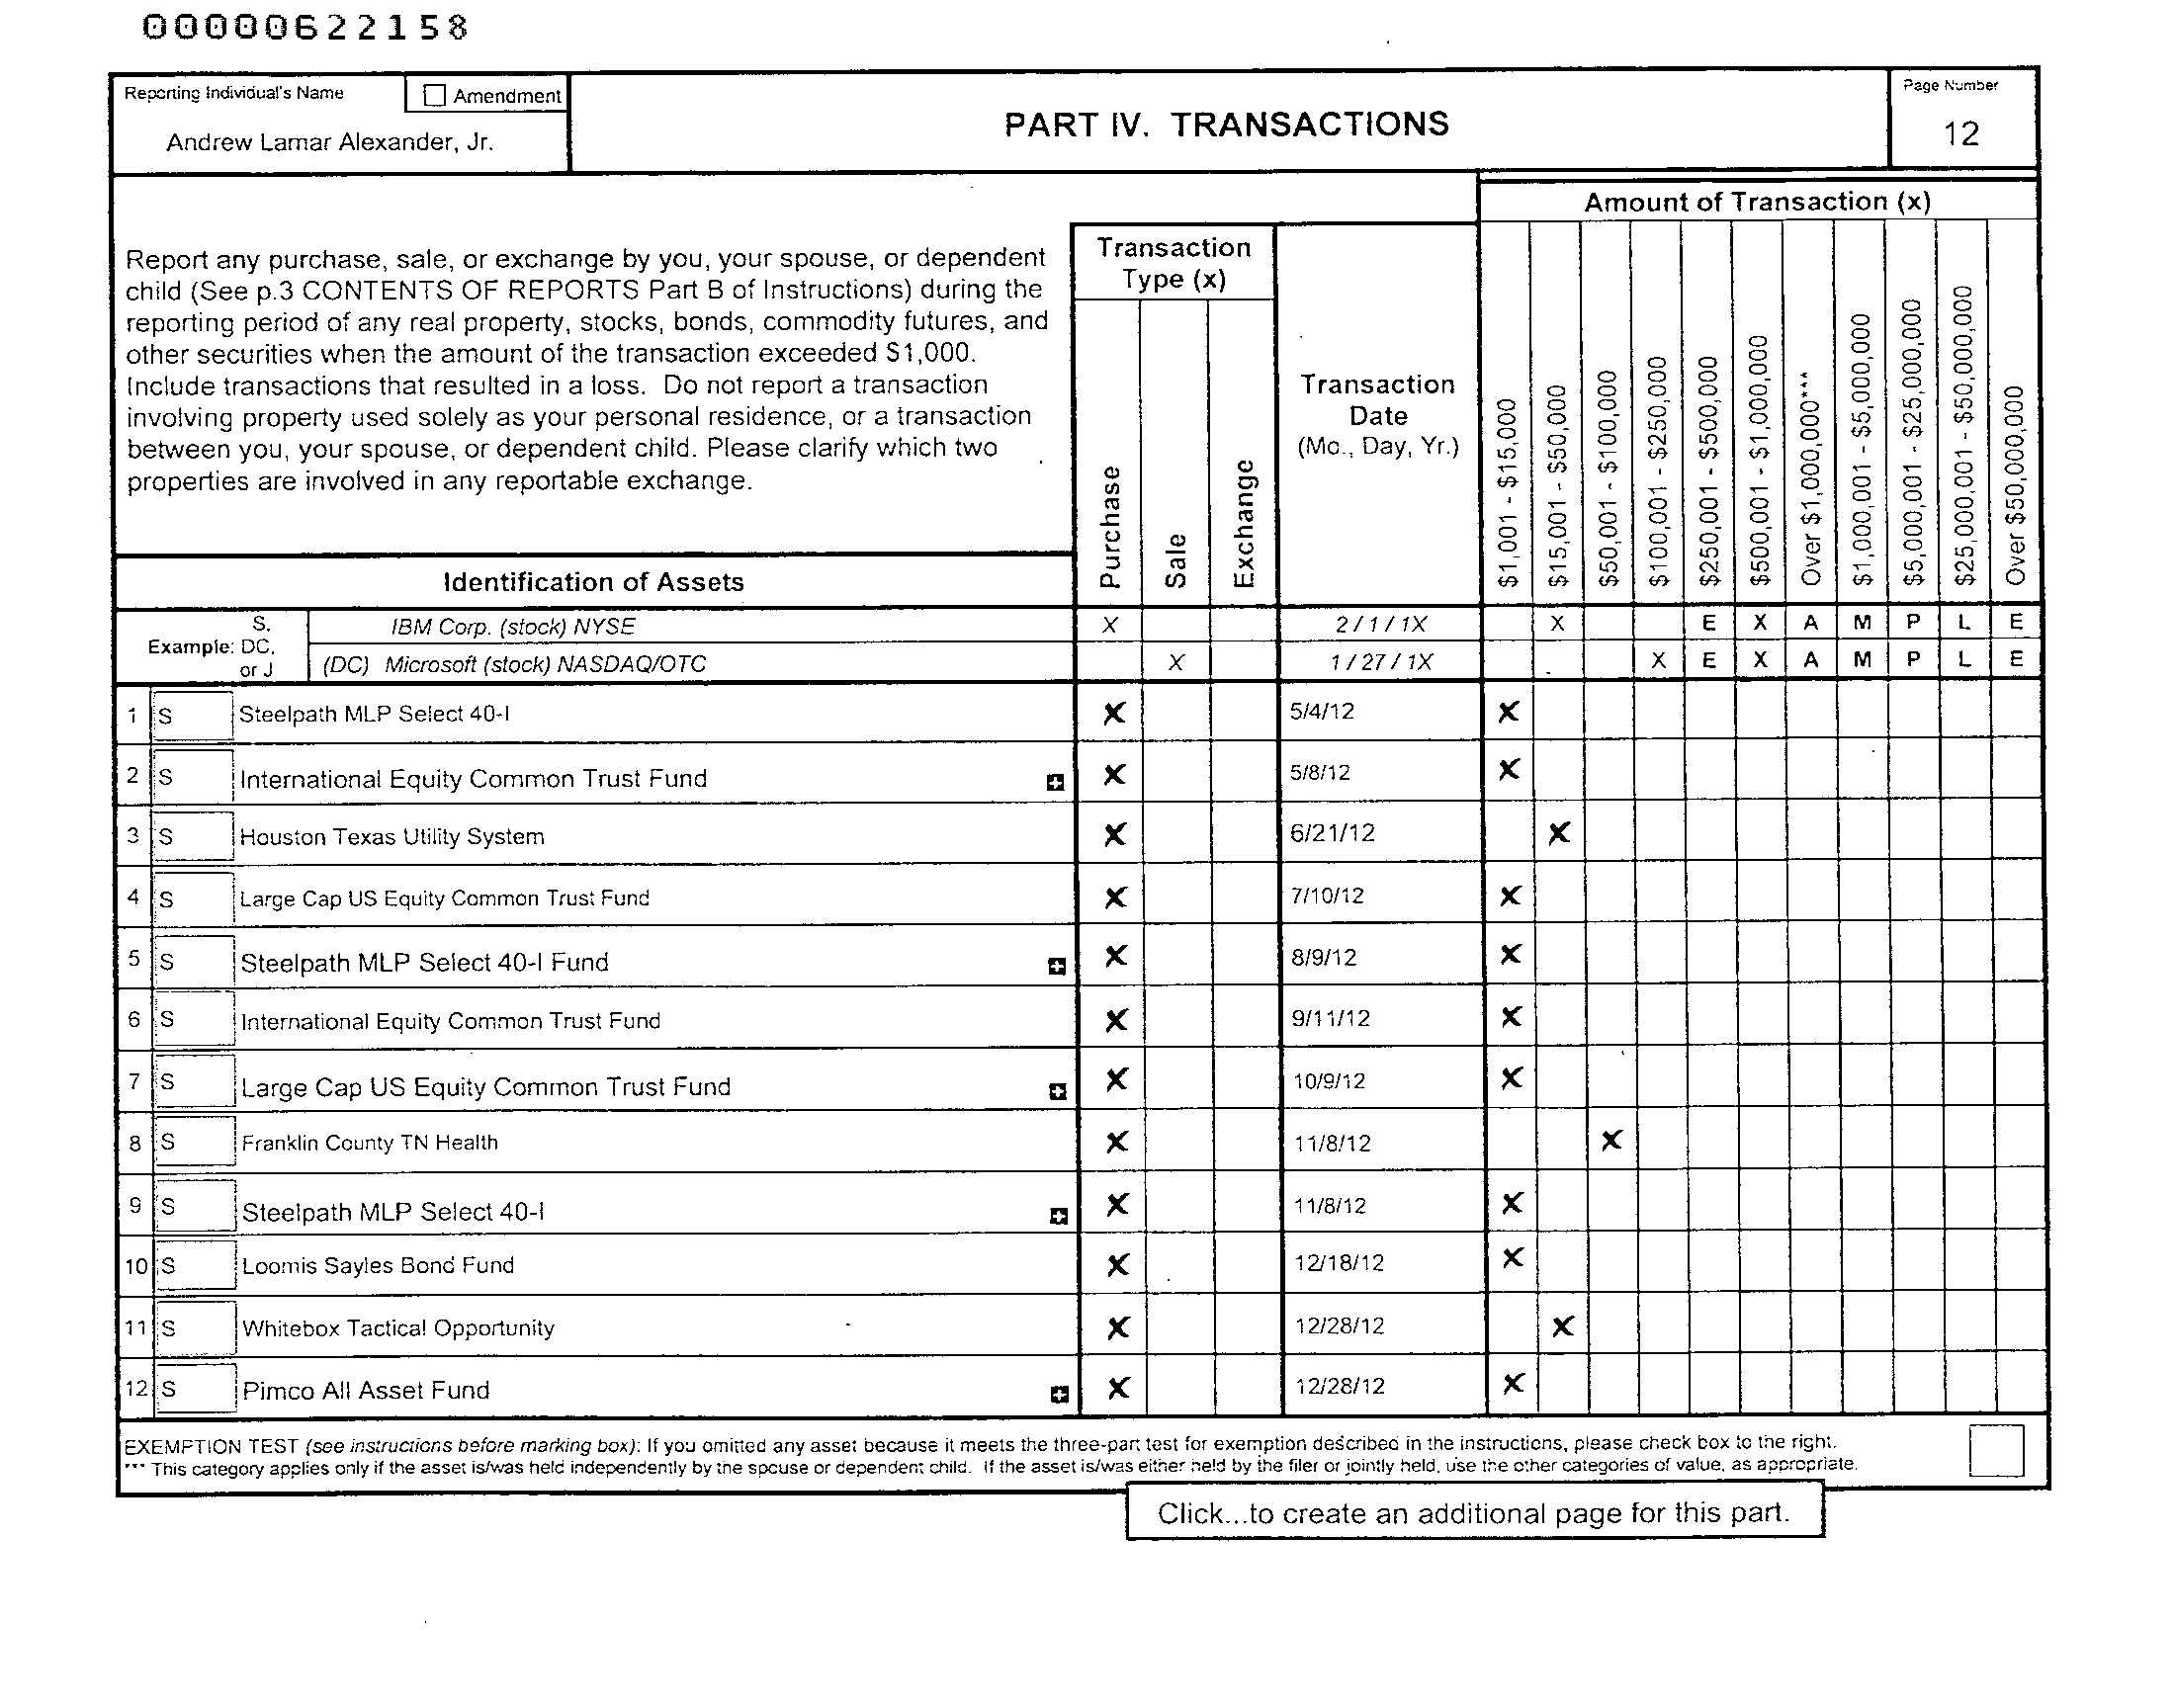 00000622158
Reporting Individual's Name
Amendment
Andrew Lamar Alexander, Jr.
PART IV. TRANSACTIONS
Page Number
12
Amount of Transaction (x)
Report any purchase, sale, or exchange by you, your spouse, or dependent
child (See p.3 CONTENTS OF REPORTS Part B of Instructions) during the
reporting period of any real property, stocks, bonds, commodity futures, and
other securities when the amount of the transaction exceeded $1,000.
Include transactions that resulted in a loss. Do not report a transaction
involving property used solely as your personal residence, or a transaction
between you, your spouse, or dependent child. Please clarify which two
properties are involved in any reportable exchange.
Transaction
Type (x)
Purchase
Sale
Exchange
Transaction
Date
(Mo., Day, Yr.)
$1,001 - $15,000
$15,001 - $50,000
$50,001 - $100,000
$100,001 - $250,000
$250,001 - $500,000
$500,001 - $1,000,000
Over $1,000,000***
$1,000,001 - $5,000,000
$5,000,001 - $25,000,000
$25,000,001 - $50,000,000
Over $50,000,000
Identification of Assets
Example: S, DC, or J
IBM Corp. (stock) NYSE X 2 / 1 / 1X X E X A M P L E
(DC) Microsoft (stock) NASDAQ/OTC X 1 / 27 / 1X X E X A M P L E
1 S Steelpath MLP Select 40-I X 5/4/12 X
2 S International Equity Common Trust Fund + X 5/8/12 X
3 S Houston Texas Utility System X 6/21/12 X
4 S Large Cap US Equity Common Trust Fund X 7/10/12 X
5 S Steelpath MLP Select 40-I Fund + X 8/9/12 X
6 S International Equity Common Trust Fund X 9/11/12 X
7 S Large Cap US Equity Common Trust Fund + X 10/9/12 X
8 S Franklin County TN Health X 11/8/12 X
9 S Steelpath MLP Select 40-I + X 11/8/12 X
10 S Loomis Sayles Bond Fund X 12/18/12 X
11 S Whitebox Tactical Opportunity X 12/28/12 X
12 S Pimco All Asset Fund + X 12/28/12 X
EXEMPTION TEST (see instructions before marking box): If you omitted any asset because it meets the three-part test for exemption described in the instructions, please check box to the right.
*** This category applies only if the asset is/was held independently by the spouse or dependent child. If the asset is/was either held by the filer or jointly held, use the other categories of value, as appropriate.
Click...to create an additional page for this part.